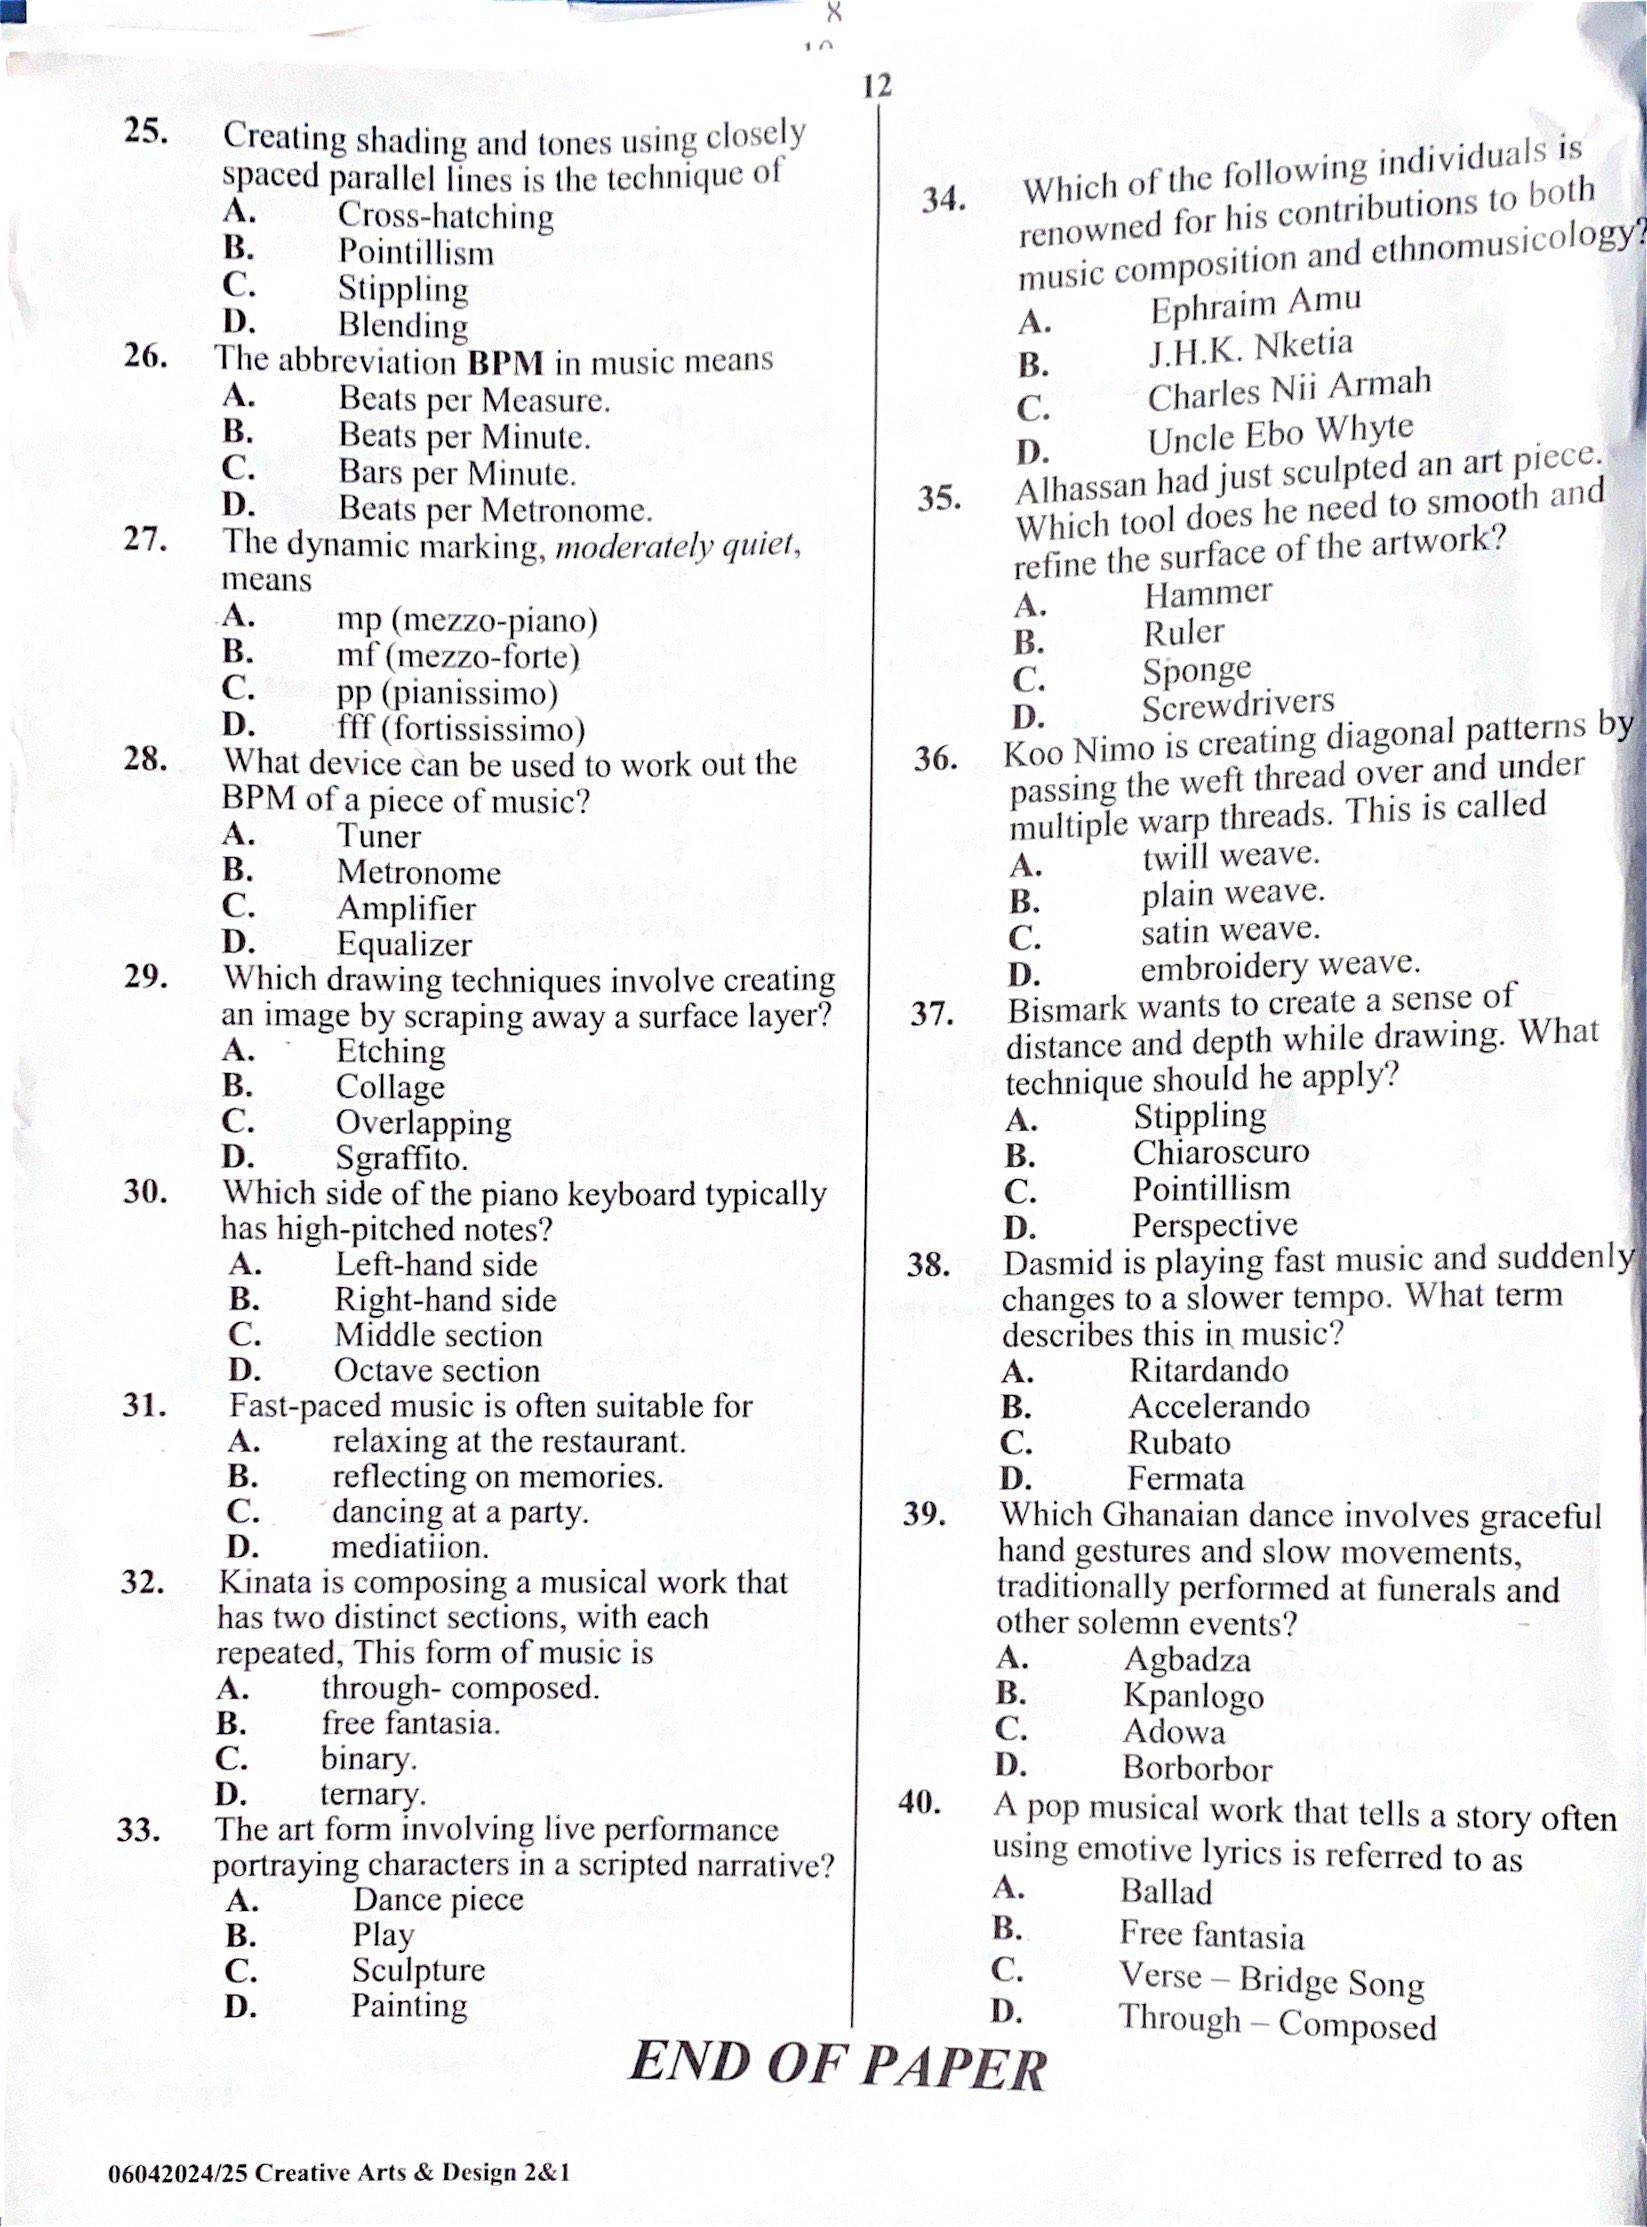 12
25. Creating shading and tones using closely
spaced parallel lines is the technique of
A. Cross-hatching
B. Pointillism
C. Stippling
D. Blending
26. The abbreviation BPM in music means
A. Beats per Measure.
B. Beats per Minute.
C. Bars per Minute.
D. Beats per Metronome.
27. The dynamic marking, moderately quiet,
means
A. mp (mezzo-piano)
B. mf (mezzo-forte)
C. pp (pianissimo)
D. fff (fortississimo)
28. What device can be used to work out the
BPM of a piece of music?
A. Tuner
B. Metronome
C. Amplifier
D. Equalizer
29. Which drawing techniques involve creating
an image by scraping away a surface layer?
A. Etching
B. Collage
C. Overlapping
D. Sgraffito.
30. Which side of the piano keyboard typically
has high-pitched notes?
A. Left-hand side
B. Right-hand side
C. Middle section
D. Octave section
31. Fast-paced music is often suitable for
A. relaxing at the restaurant.
B. reflecting on memories.
C. dancing at a party.
D. mediatiion.
32. Kinata is composing a musical work that
has two distinct sections, with each
repeated, This form of music is
A. through- composed.
B. free fantasia.
C. binary.
D. ternary.
33. The art form involving live performance
portraying characters in a scripted narrative?
A. Dance piece
B. Play
C. Sculpture
D. Painting
34. Which of the following individuals is
renowned for his contributions to both
music composition and ethnomusicology?
A. Ephraim Amu
B. J.H.K. Nketia
C. Charles Nii Armah
D. Uncle Ebo Whyte
35. Alhassan had just sculpted an art piece.
Which tool does he need to smooth and
refine the surface of the artwork?
A. Hammer
B. Ruler
C. Sponge
D. Screwdrivers
36. Koo Nimo is creating diagonal patterns by
passing the weft thread over and under
multiple warp threads. This is called
A. twill weave.
B. plain weave.
C. satin weave.
D. embroidery weave.
37. Bismark wants to create a sense of
distance and depth while drawing. What
technique should he apply?
A. Stippling
B. Chiaroscuro
C. Pointillism
D. Perspective
38. Dasmid is playing fast music and suddenly
changes to a slower tempo. What term
describes this in music?
A. Ritardando
B. Accelerando
C. Rubato
D. Fermata
39. Which Ghanaian dance involves graceful
hand gestures and slow movements,
traditionally performed at funerals and
other solemn events?
A. Agbadza
B. Kpanlogo
C. Adowa
D. Borborbor
40. A pop musical work that tells a story often
using emotive lyrics is referred to as
A. Ballad
B. Free fantasia
C. Verse – Bridge Song
D. Through – Composed
END OF PAPER
06042024/25 Creative Arts & Design 2&1